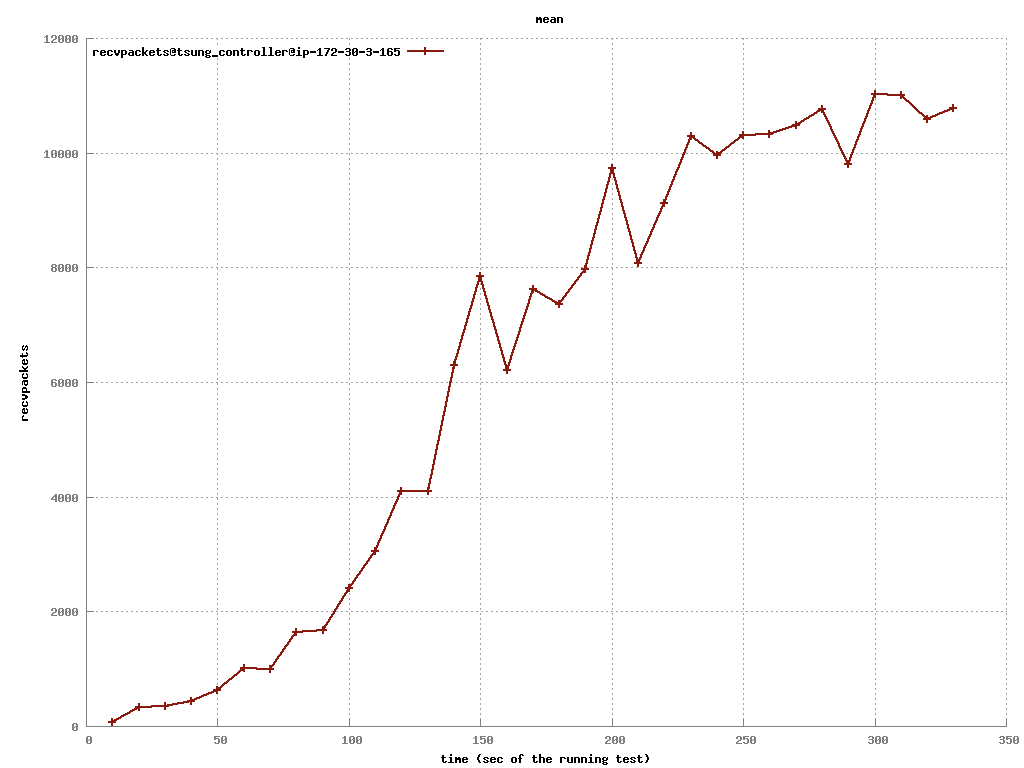 mean
12000
recvpackets@tsung_controller@ip-172-30-3-165
10000
8000
6000
4000
2000
0
recvpackets
0 50 100 150 200 250 300 350
time (sec of the running test)